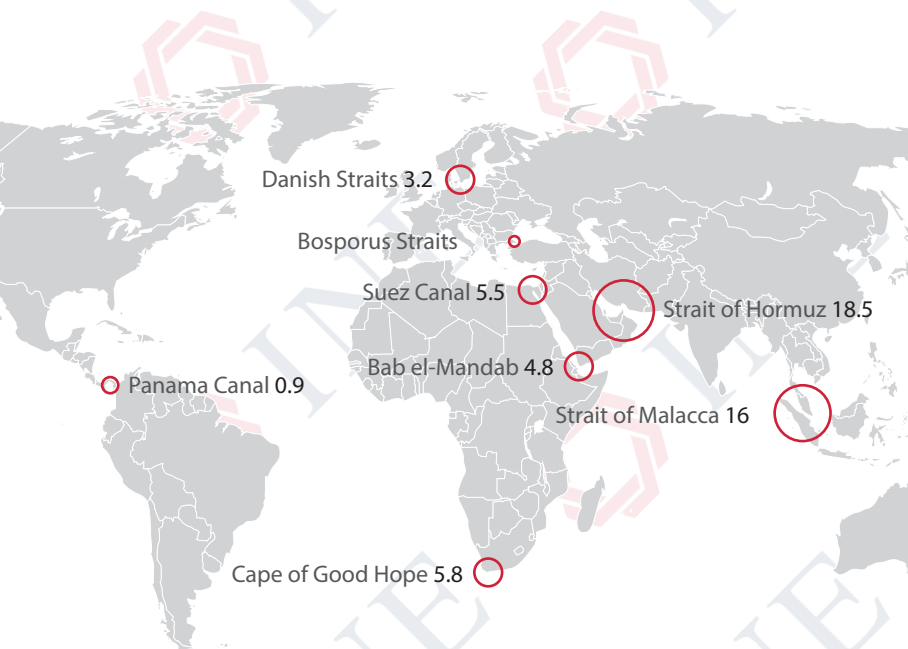 Danish Straits 3.2
Bosporus Straits
Suez Canal 5.5
Strait of Hormuz 18.5
Bab el-Mandab 4.8
Panama Canal 0.9
Strait of Malacca 16
Cape of Good Hope 5.8